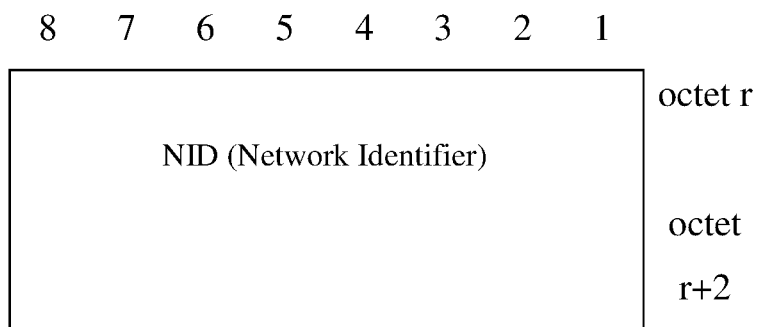 8 7 6 5 4 3 2 1
octet r
NID (Network Identifier)
octet
r+2